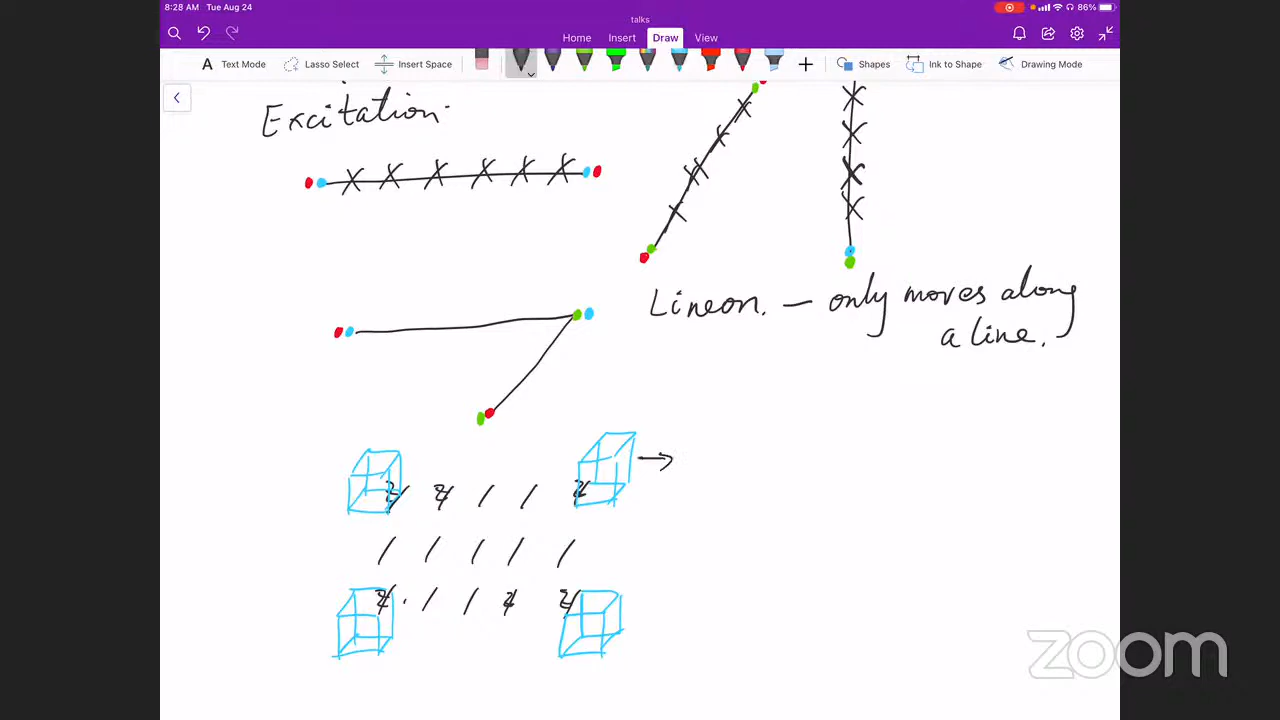 8:28 AM Tue Aug 24
86%
talks
Home Insert Draw View
Text Mode Lasso Select Insert Space Shapes Ink to Shape Drawing Mode
Excitation.
X X X X X X
X X X X
X X X X
Lineon. — only moves along
a line.
Z Z Z
Z Z Z
zoom